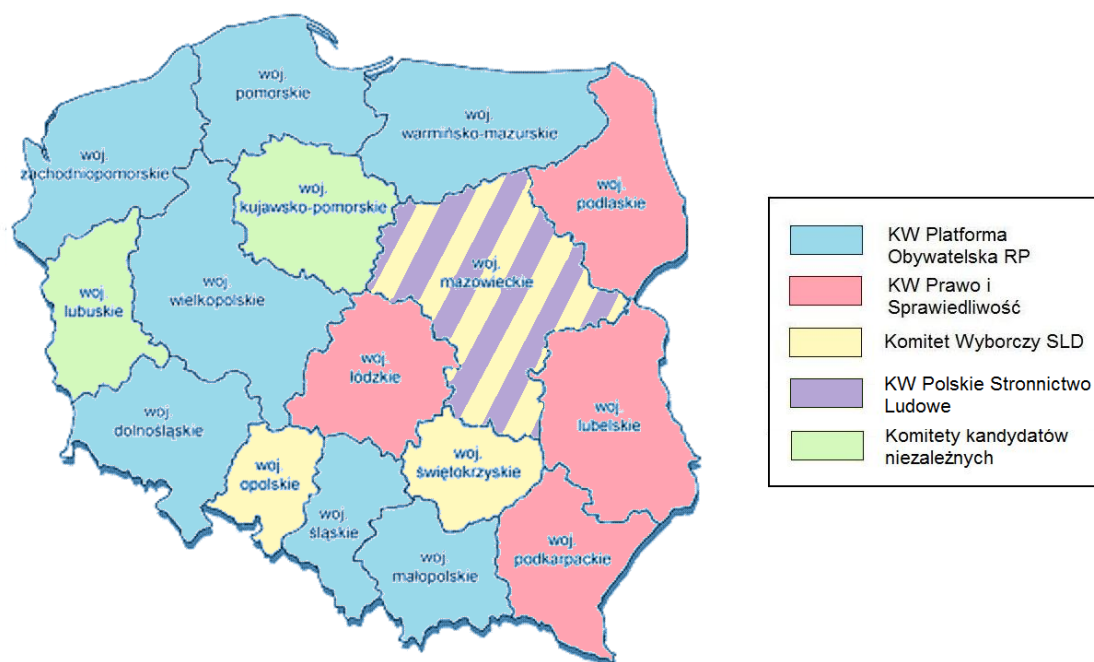 woj.
pomorskie
woj.
warmińsko-mazurskie
woj.
zachodniopomorskie
woj.
podlaskie
woj.
kujawsko-pomorskie
woj.
mazowieckie
woj.
lubuskie
woj.
wielkopolskie
woj.
łódzkie
woj.
lubelskie
woj.
dolnośląskie
woj.
opolskie
woj.
świętokrzyskie
woj.
śląskie
woj.
małopolskie
woj.
podkarpackie
KW Platforma
Obywatelska RP
KW Prawo i
Sprawiedliwość
Komitet Wyborczy SLD
KW Polskie Stronnictwo
Ludowe
Komitety kandydatów
niezależnych